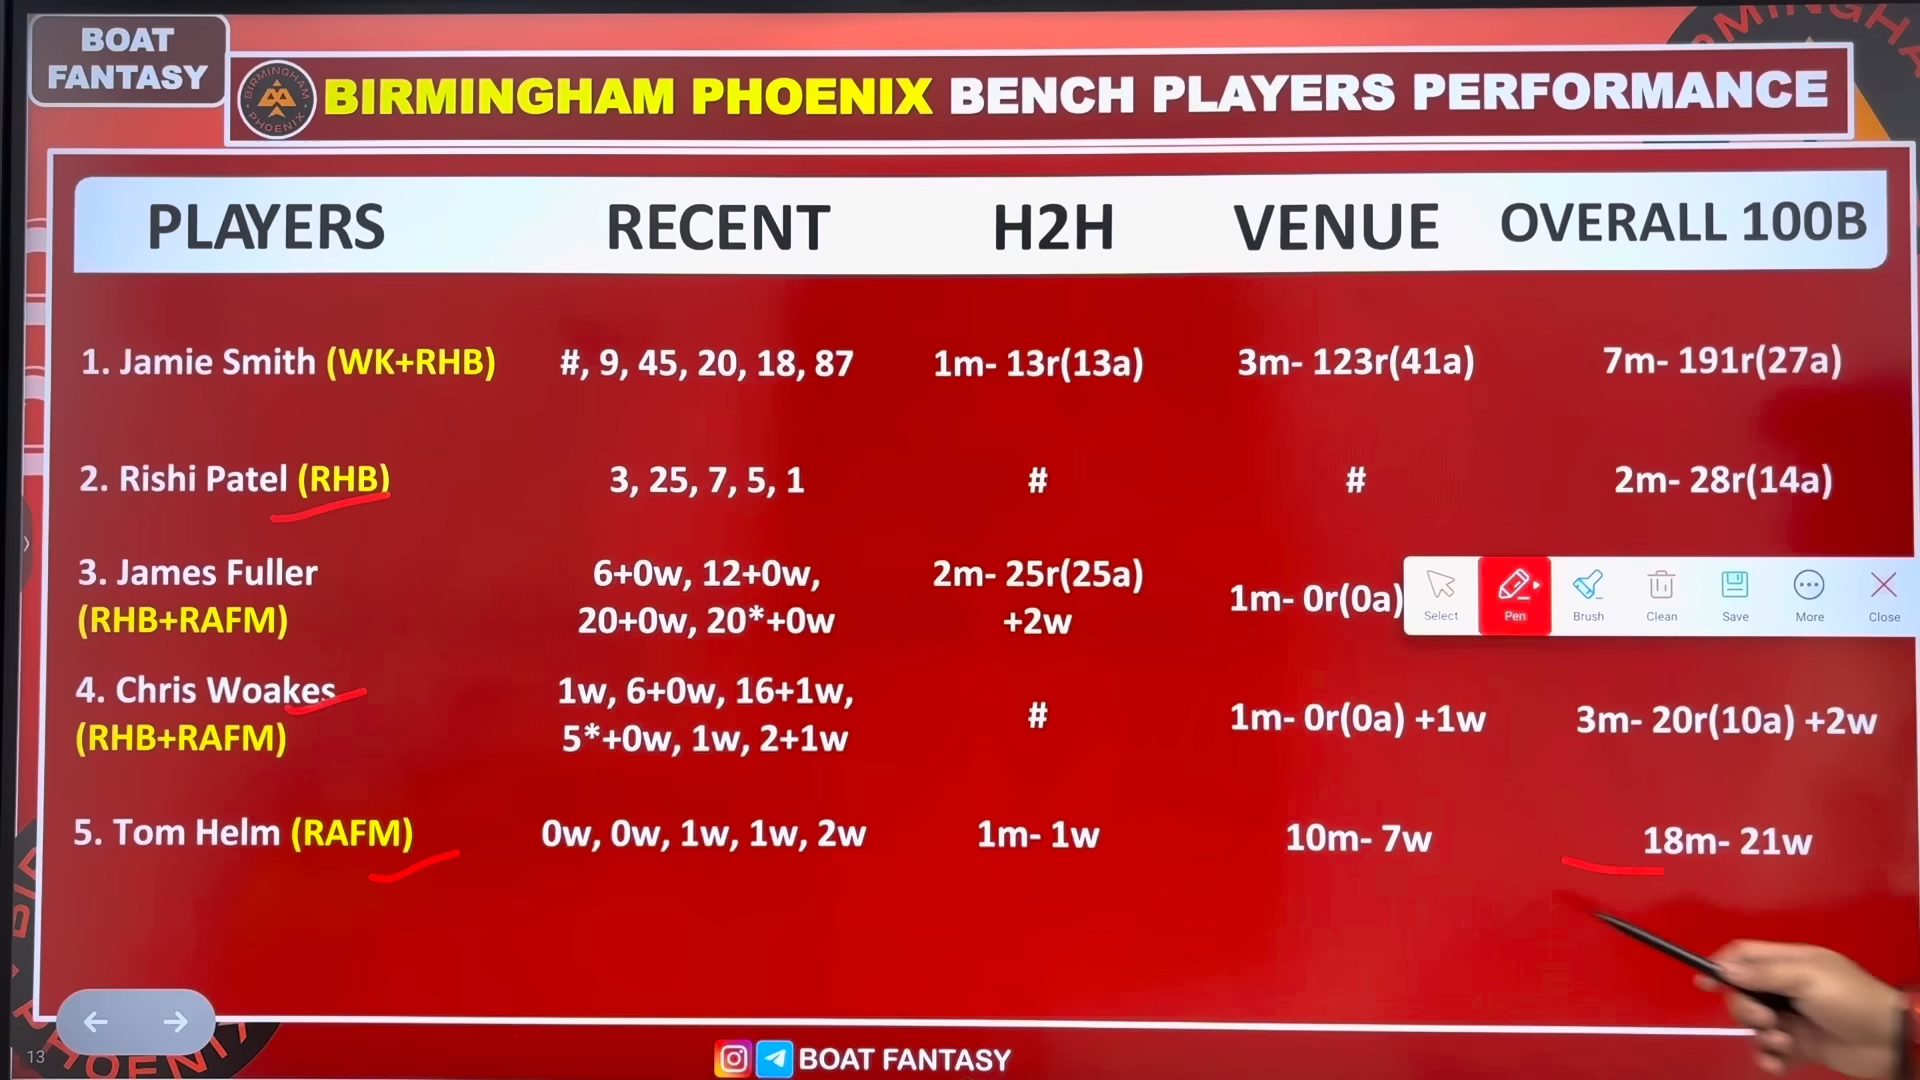 BOAT
FANTASY
BIRMINGHAM
PHOENIX
BIRMINGHAM PHOENIX BENCH PLAYERS PERFORMANCE
PLAYERS RECENT H2H VENUE OVERALL 100B
1. Jamie Smith (WK+RHB) #, 9, 45, 20, 18, 87 1m- 13r(13a) 3m- 123r(41a) 7m- 191r(27a)
2. Rishi Patel (RHB) 3, 25, 7, 5, 1 # # 2m- 28r(14a)
3. James Fuller 6+0w, 12+0w, 2m- 25r(25a) 1m- 0r(0a)
(RHB+RAFM) 20+0w, 20*+0w +2w
Select Pen Brush Clean Save More Close
4. Chris Woakes 1w, 6+0w, 16+1w, # 1m- 0r(0a) +1w 3m- 20r(10a) +2w
(RHB+RAFM) 5*+0w, 1w, 2+1w
5. Tom Helm (RAFM) 0w, 0w, 1w, 1w, 2w 1m- 1w 10m- 7w 18m- 21w
13
BOAT FANTASY